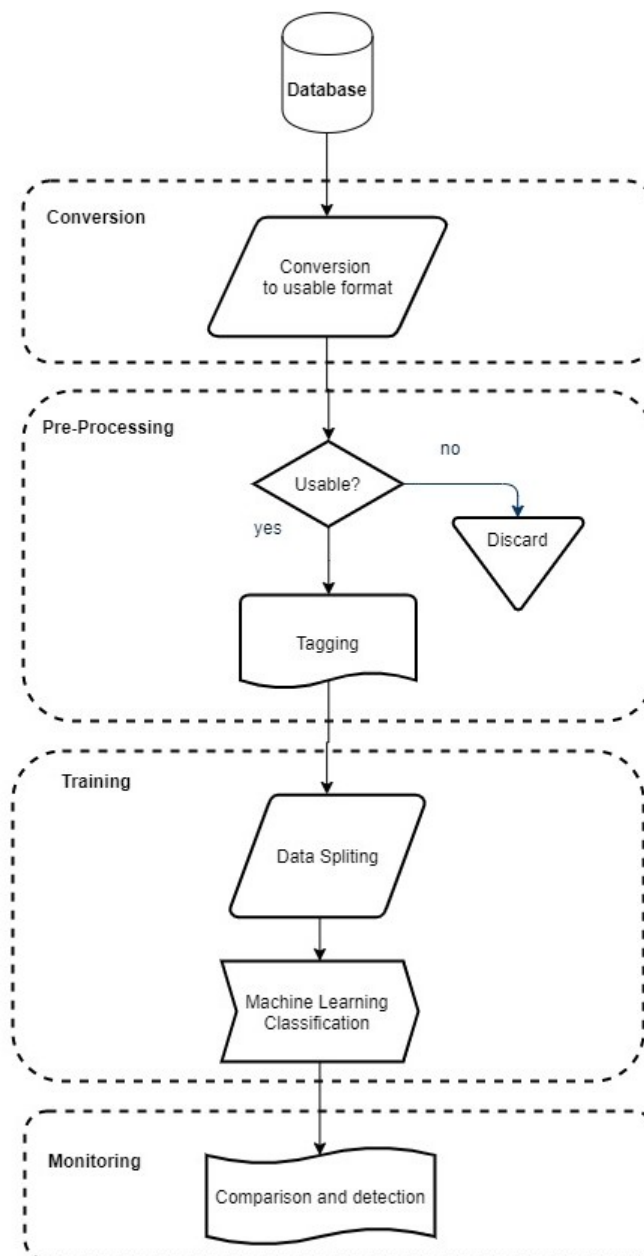 Database
Conversion
Conversion
to usable format
Pre-Processing
no
Usable?
yes
Discard
Tagging
Training
Data Spliting
Machine Learning
Classification
Monitoring
Comparison and detection